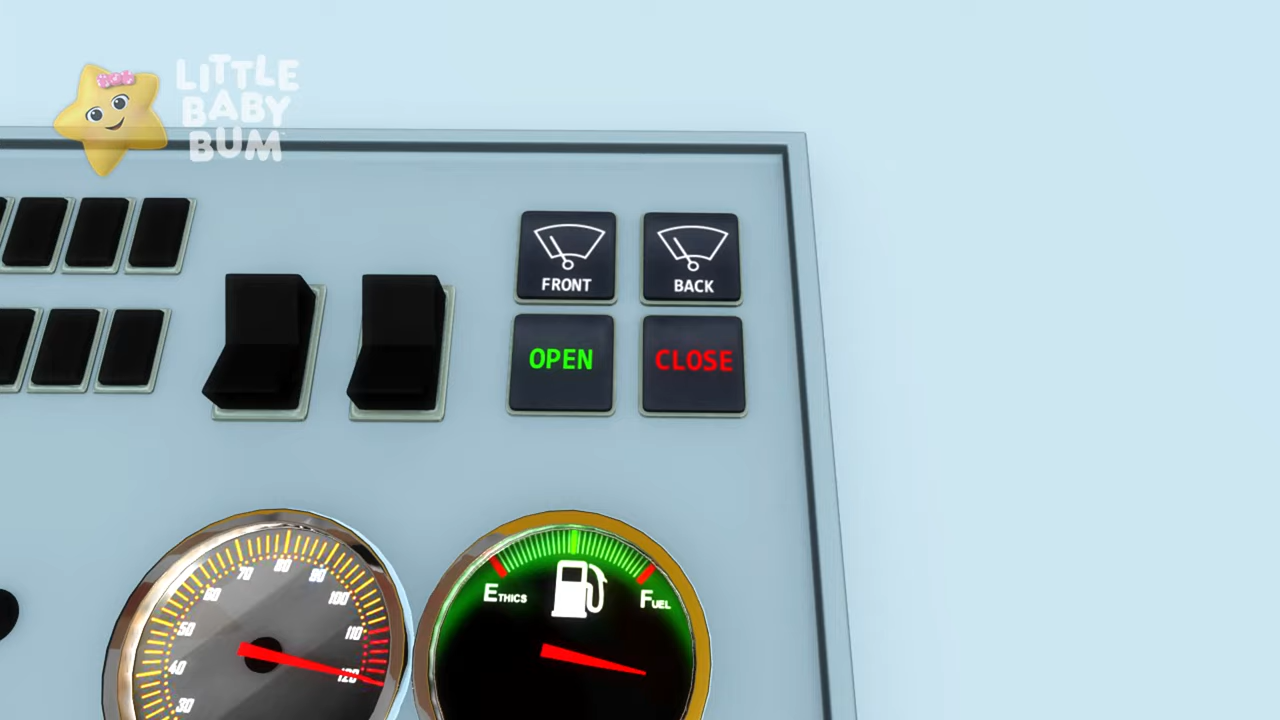 LITTLE
BABY
BUM
FRONT
BACK
OPEN
CLOSE
70
80
90
60
100
50
110
40
120
30
ETHICS
FUEL